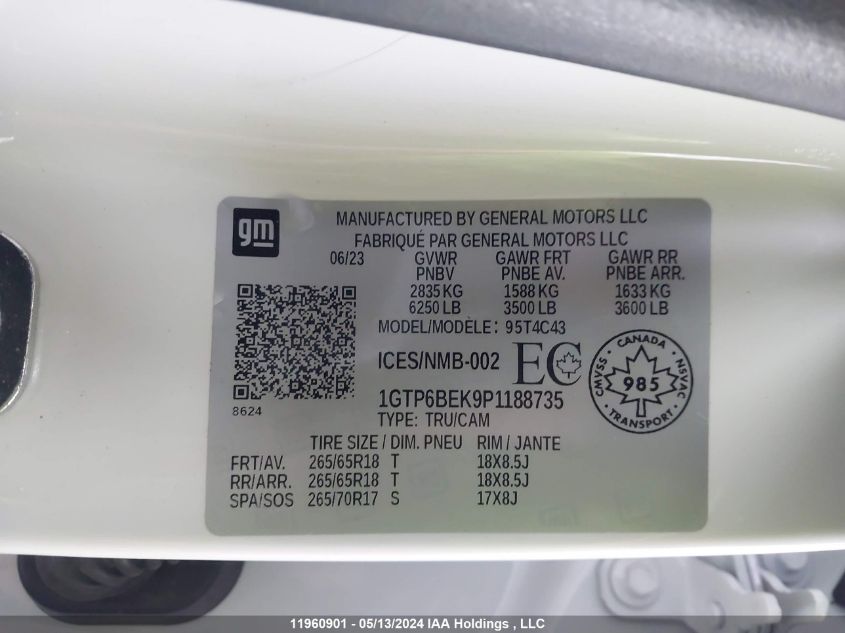 gm
MANUFACTURED BY GENERAL MOTORS LLC
FABRIQUÉ PAR GENERAL MOTORS LLC
06/23 GVWR GAWR FRT GAWR RR
PNBV PNBE AV. PNBE ARR.
2835 KG 1588 KG 1633 KG
6250 LB 3500 LB 3600 LB
MODEL/MODÈLE: 95T4C43
ICES/NMB-002 EC
CANADA
CMVSS 985 NSVAC
TRANSPORT
1GTP6BEK9P1188735
8624
TYPE: TRU/CAM
TIRE SIZE / DIM. PNEU RIM / JANTE
FRT/AV. 265/65R18 T 18X8.5J
RR/ARR. 265/65R18 T 18X8.5J
SPA/SOS 265/70R17 S 17X8J
11960901 - 05/13/2024 IAA Holdings , LLC